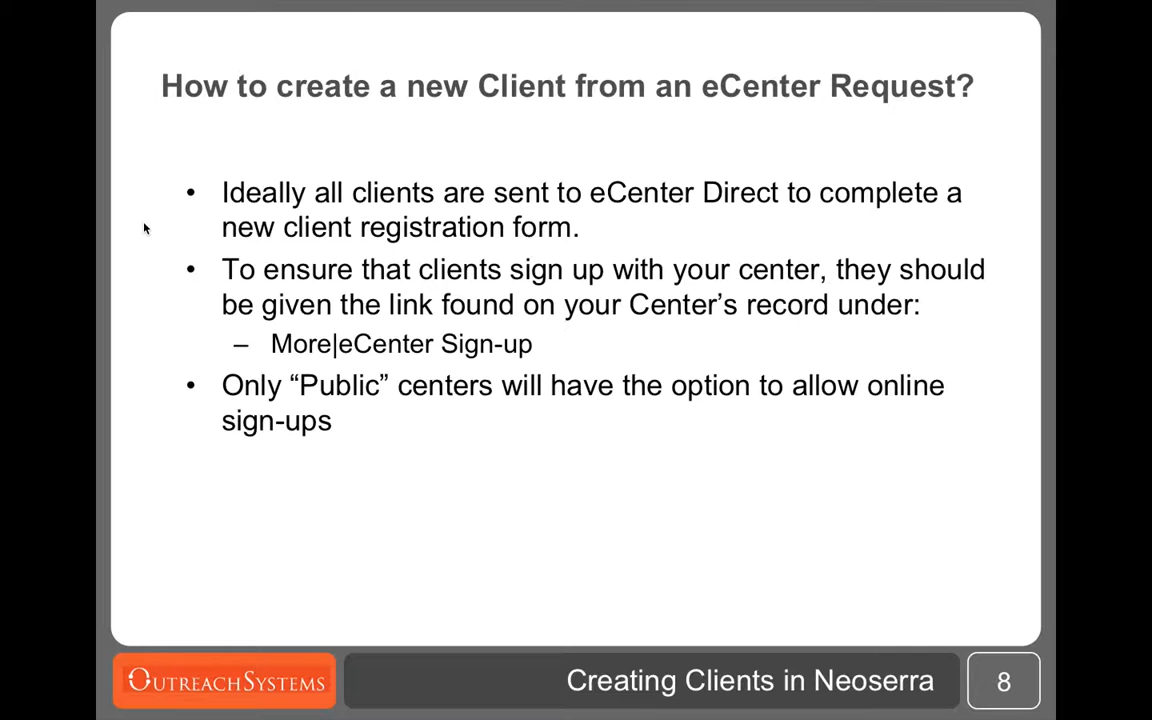 How to create a new Client from an eCenter Request?
• Ideally all clients are sent to eCenter Direct to complete a
new client registration form.
• To ensure that clients sign up with your center, they should
be given the link found on your Center’s record under:
– More|eCenter Sign-up
• Only “Public” centers will have the option to allow online
sign-ups
OUTREACHSYSTEMS
Creating Clients in Neoserra
8